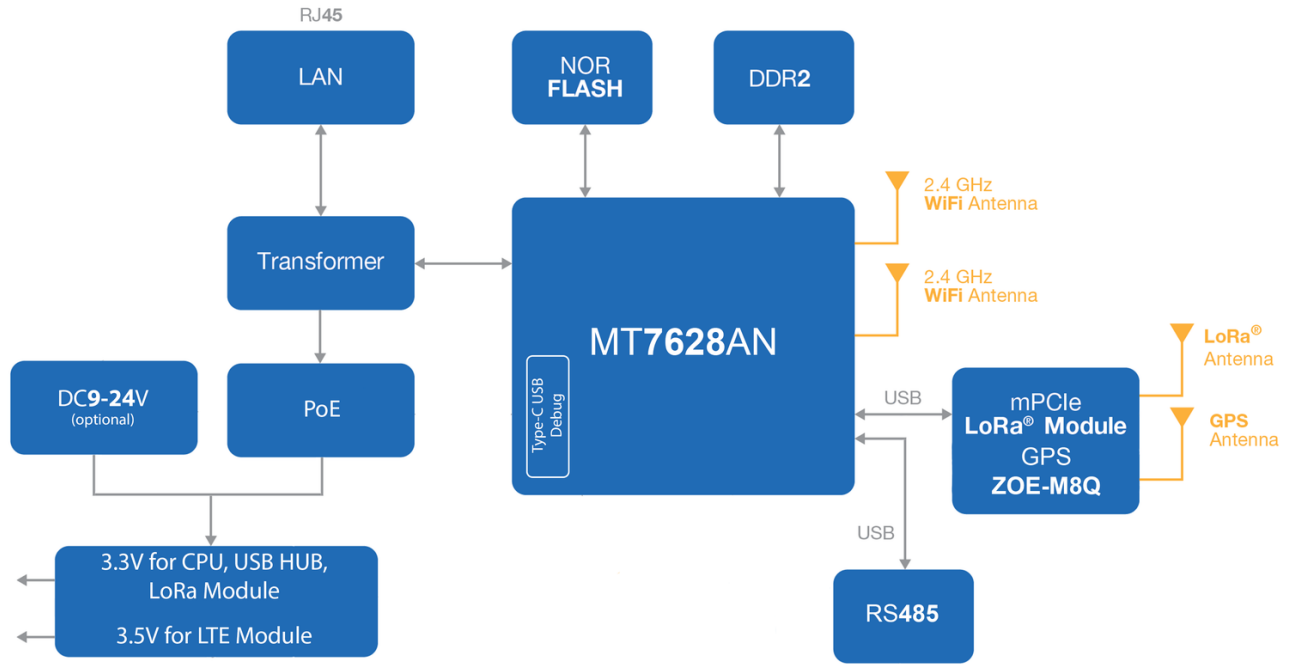 RJ45
LAN
NOR
FLASH
DDR2
2.4 GHz
WiFi Antenna
Transformer
2.4 GHz
WiFi Antenna
MT7628AN
Type-C USB
Debug
LoRa®
Antenna
DC9-24V
(optional)
PoE
USB
mPCIe
LoRa® Module
GPS
ZOE-M8Q
GPS
Antenna
USB
3.3V for CPU, USB HUB,
LoRa Module
3.5V for LTE Module
RS485